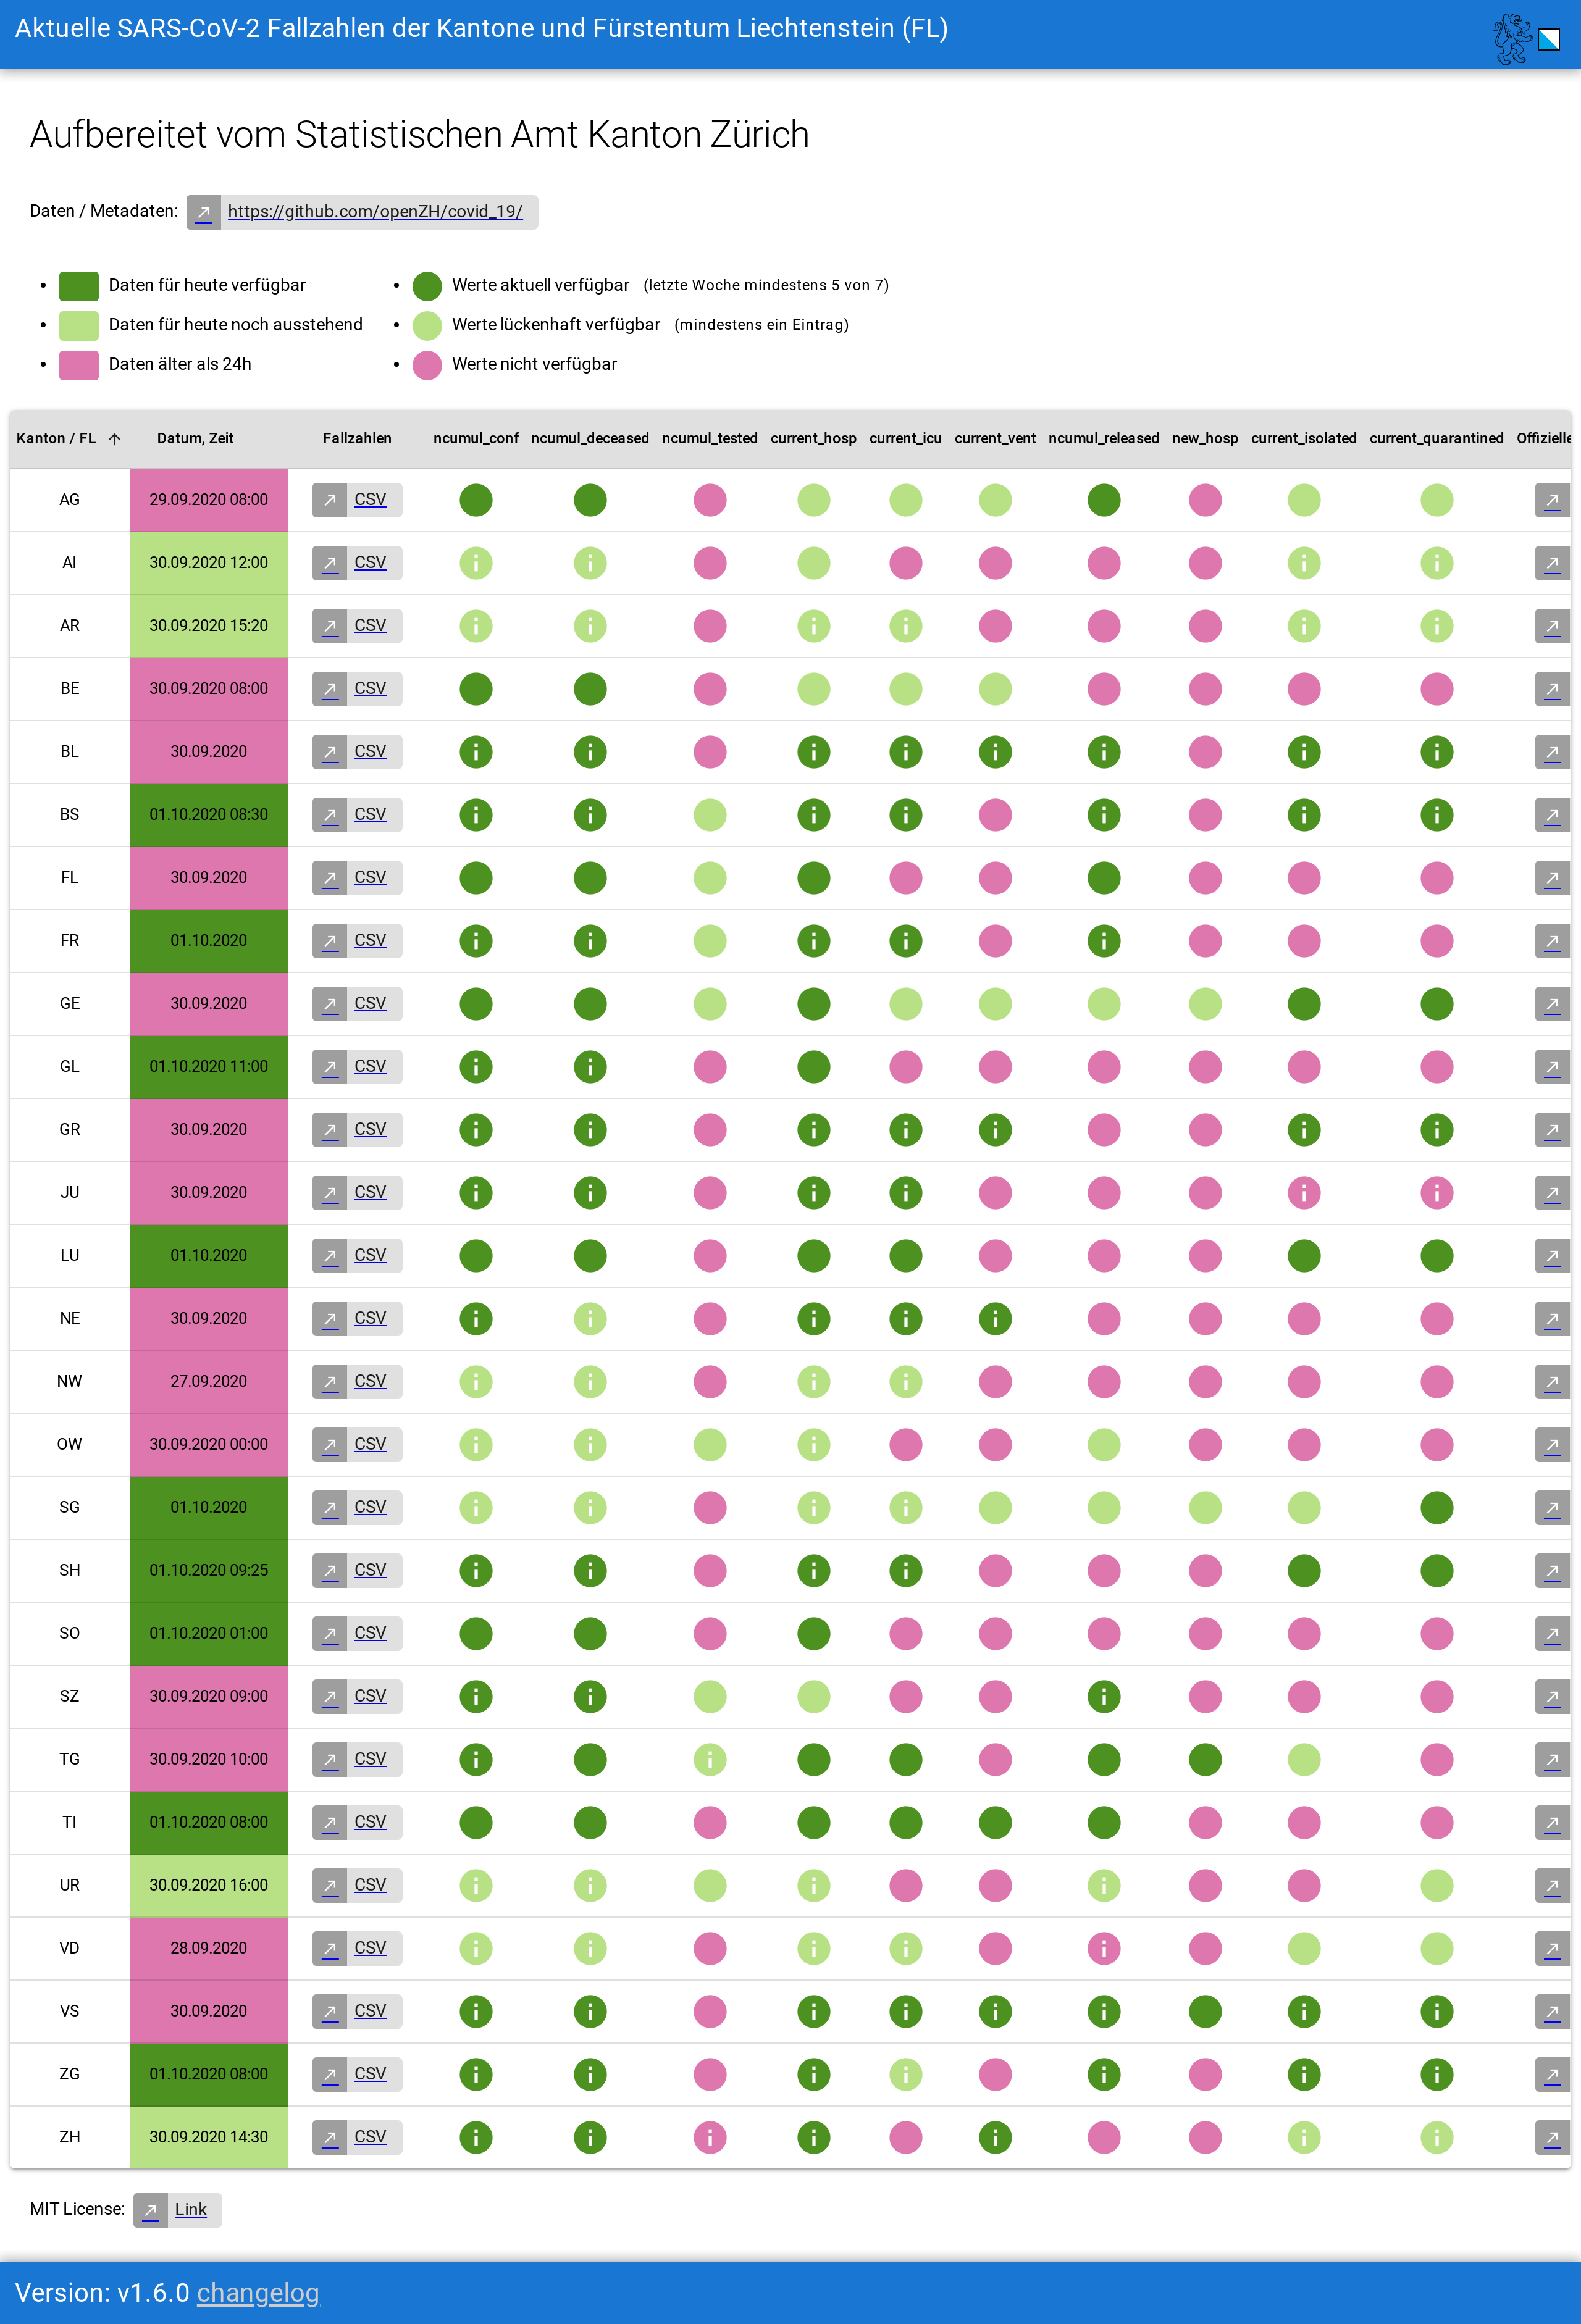 Aktuelle SARS-CoV-2 Fallzahlen der Kantone und Fürstentum Liechtenstein (FL)
Aufbereitet vom Statistischen Amt Kanton Zürich
Daten / Metadaten: https://github.com/openZH/covid_19/
Daten für heute verfügbar
Daten für heute noch ausstehend
Daten älter als 24h
Werte aktuell verfügbar (letzte Woche mindestens 5 von 7)
Werte lückenhaft verfügbar (mindestens ein Eintrag)
Werte nicht verfügbar
Kanton / FL Datum, Zeit Fallzahlen ncumul_conf ncumul_deceased ncumul_tested current_hosp current_icu current_vent ncumul_released new_hosp current_isolated current_quarantined Offizielle
AG 29.09.2020 08:00 CSV
AI 30.09.2020 12:00 CSV
AR 30.09.2020 15:20 CSV
BE 30.09.2020 08:00 CSV
BL 30.09.2020 CSV
BS 01.10.2020 08:30 CSV
FL 30.09.2020 CSV
FR 01.10.2020 CSV
GE 30.09.2020 CSV
GL 01.10.2020 11:00 CSV
GR 30.09.2020 CSV
JU 30.09.2020 CSV
LU 01.10.2020 CSV
NE 30.09.2020 CSV
NW 27.09.2020 CSV
OW 30.09.2020 00:00 CSV
SG 01.10.2020 CSV
SH 01.10.2020 09:25 CSV
SO 01.10.2020 01:00 CSV
SZ 30.09.2020 09:00 CSV
TG 30.09.2020 10:00 CSV
TI 01.10.2020 08:00 CSV
UR 30.09.2020 16:00 CSV
VD 28.09.2020 CSV
VS 30.09.2020 CSV
ZG 01.10.2020 08:00 CSV
ZH 30.09.2020 14:30 CSV
MIT License: Link
Version: v1.6.0 changelog